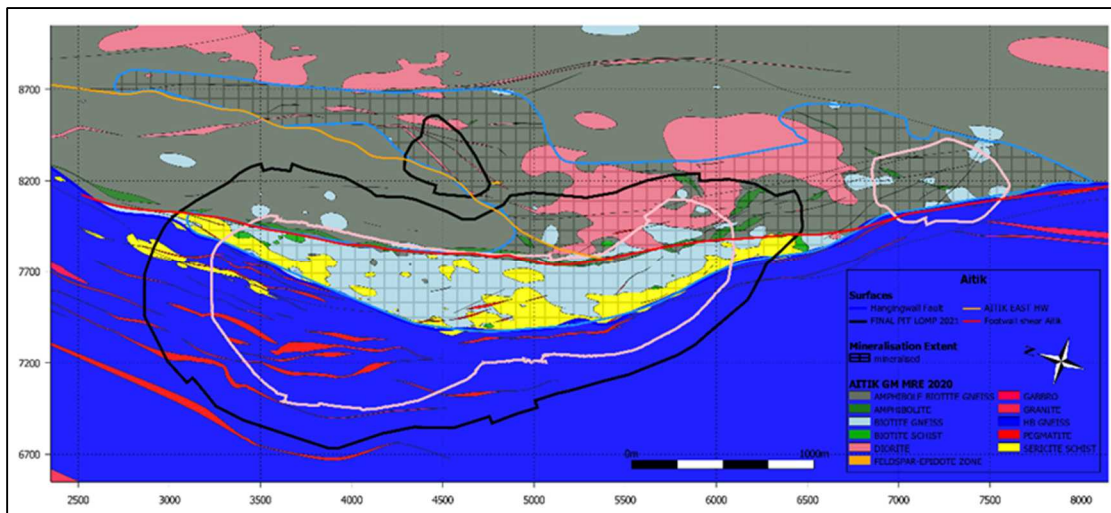 8700
8200
7700
7200
6700
2500 3000 3500 4000 4500 5000 5500 6000 6500 7000 7500 8000
0m 1000m
Aitik
Surfaces
Hangingwall Fault AITIK EAST HW
FINAL PIT LOMP 2021 Footwall shear Aitik
Mineralisation Extent
mineralised
AITIK GM MRE 2020
AMPHIBOLE BIOTITE GNEISS GABBRO
AMPHIBOLITE GRANITE
BIOTITE GNEISS HB GNEISS
BIOTITE SCHIST PEGMATITE
DIORITE SERICITE SCHIST
FELDSPAR-EPIDOTE ZONE
N